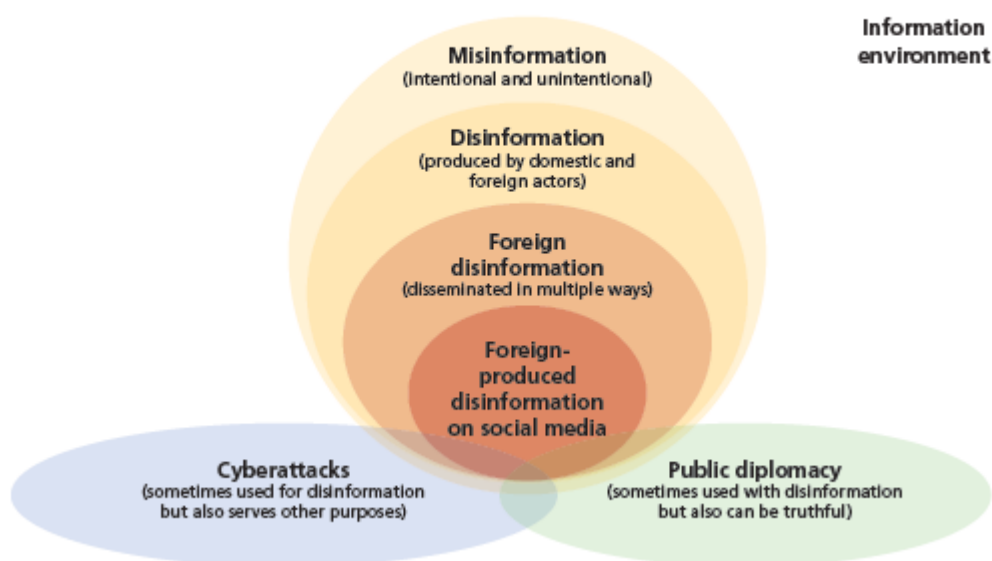 Information
environment
Misinformation
(intentional and unintentional)
Disinformation
(produced by domestic and
foreign actors)
Foreign
disinformation
(disseminated in multiple ways)
Foreign-
produced
disinformation
on social media
Cyberattacks
(sometimes used for disinformation
but also serves other purposes)
Public diplomacy
(sometimes used with disinformation
but also can be truthful)